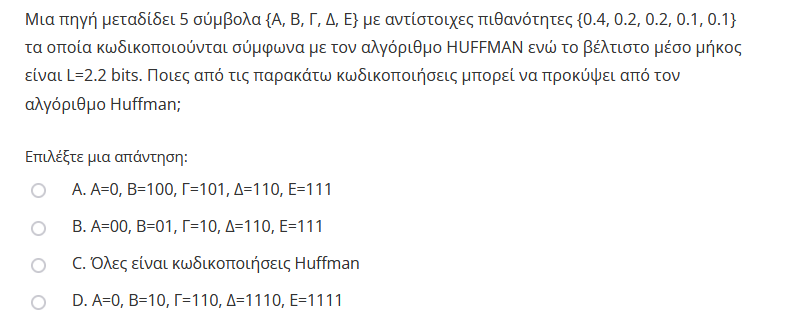 Μια πηγή μεταδίδει 5 σύμβολα {Α, Β, Γ, Δ, Ε} με αντίστοιχες πιθανότητες {0.4, 0.2, 0.2, 0.1, 0.1}
τα οποία κωδικοποιούνται σύμφωνα με τον αλγόριθμο HUFFMAN ενώ το βέλτιστο μέσο μήκος
είναι L=2.2 bits. Ποιες από τις παρακάτω κωδικοποιήσεις μπορεί να προκύψει από τον
αλγόριθμο Huffman;
Επιλέξτε μια απάντηση:
A. Α=0, Β=100, Γ=101, Δ=110, Ε=111
B. Α=00, Β=01, Γ=10, Δ=110, Ε=111
C. Όλες είναι κωδικοποιήσεις Huffman
D. Α=0, Β=10, Γ=110, Δ=1110, Ε=1111